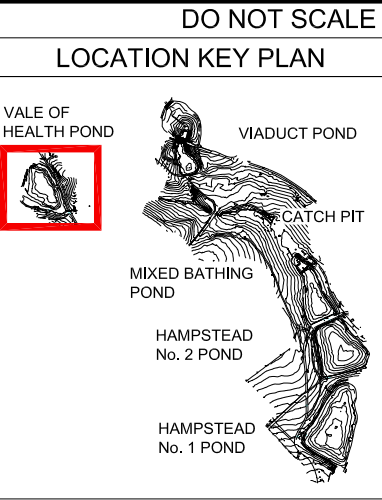 DO NOT SCALE
LOCATION KEY PLAN
VALE OF
HEALTH POND
VIADUCT POND
CATCH PIT
MIXED BATHING
POND
HAMPSTEAD
No. 2 POND
HAMPSTEAD
No. 1 POND